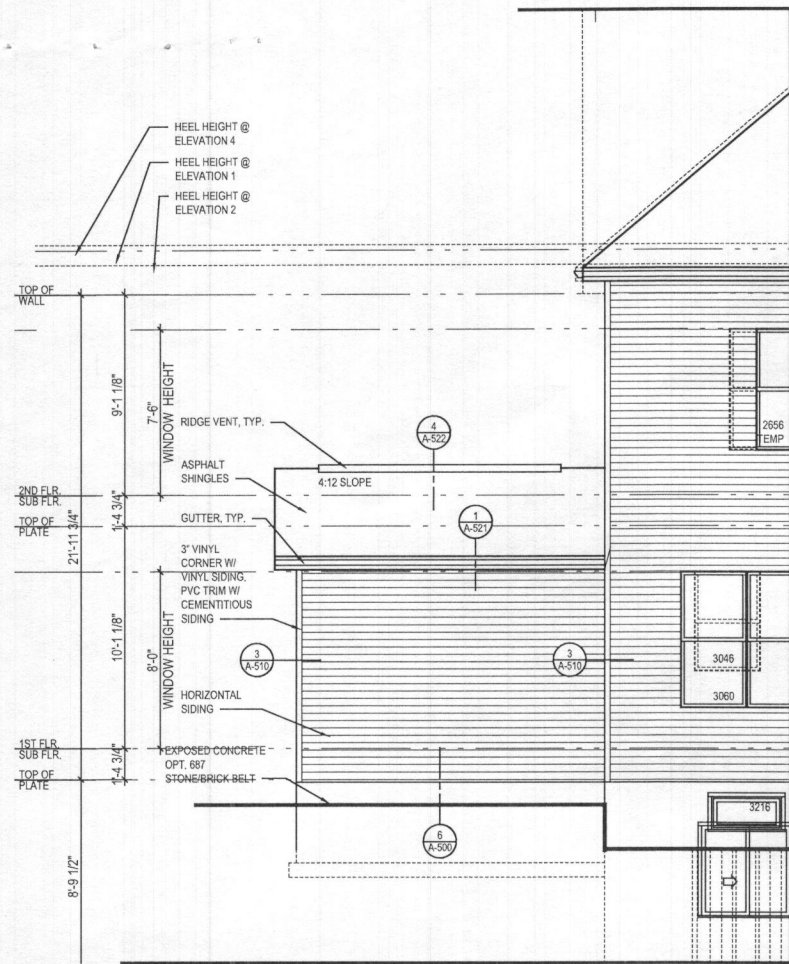 HEEL HEIGHT @
ELEVATION 4
HEEL HEIGHT @
ELEVATION 1
HEEL HEIGHT @
ELEVATION 2
TOP OF
WALL
9'-1 1/8"
7'-6"
WINDOW HEIGHT
RIDGE VENT, TYP.
4
A-522
2656
TEMP
ASPHALT
SHINGLES
4:12 SLOPE
2ND FLR.
SUB FLR.
1'-4 3/4"
TOP OF
PLATE
GUTTER, TYP.
1
A-521
21'-11 3/4"
3" VINYL
CORNER W/
VINYL SIDING,
PVC TRIM W/
CEMENTITIOUS
SIDING
10'-1 1/8"
8'-0"
WINDOW HEIGHT
3
A-510
3
A-510
3046
3060
HORIZONTAL
SIDING
1ST FLR.
SUB FLR.
1'-4 3/4"
TOP OF
PLATE
EXPOSED CONCRETE
OPT. 687
STONE/BRICK BELT
3216
6
A-500
8'-9 1/2"